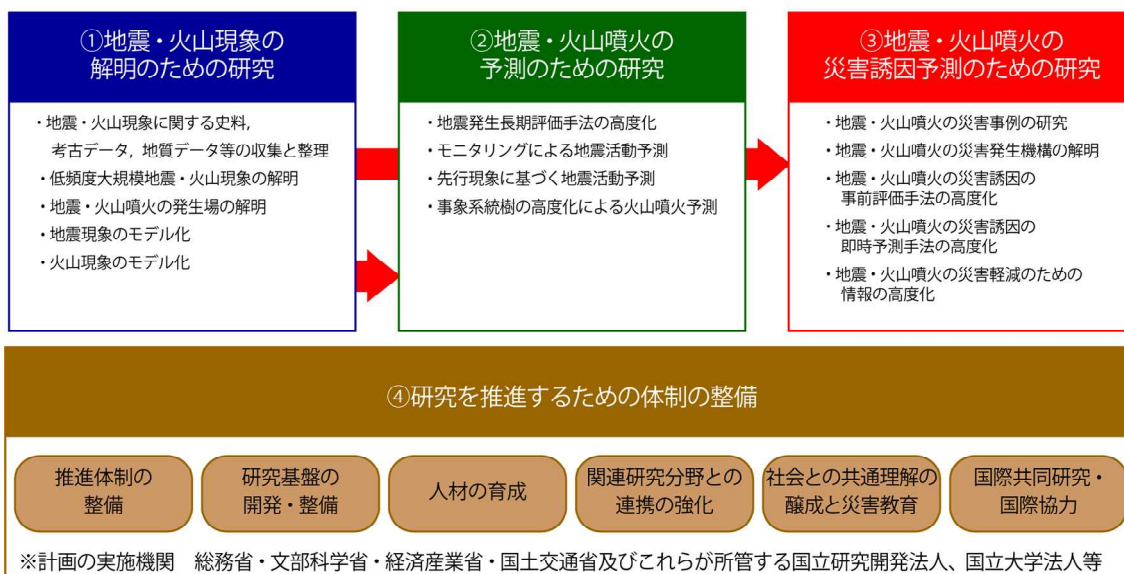 ①地震・火山現象の
解明のための研究
・地震・火山現象に関する史料，
考古データ，地質データ等の収集と整理
・低頻度大規模地震・火山現象の解明
・地震・火山噴火の発生場の解明
・地震現象のモデル化
・火山現象のモデル化
②地震・火山噴火の
予測のための研究
・地震発生長期評価手法の高度化
・モニタリングによる地震活動予測
・先行現象に基づく地震活動予測
・事象系統樹の高度化による火山噴火予測
③地震・火山噴火の
災害誘因予測のための研究
・地震・火山噴火の災害事例の研究
・地震・火山噴火の災害発生機構の解明
・地震・火山噴火の災害誘因の
事前評価手法の高度化
・地震・火山噴火の災害誘因の
即時予測手法の高度化
・地震・火山噴火の災害軽減のための
情報の高度化
④研究を推進するための体制の整備
推進体制の
整備
研究基盤の
開発・整備
人材の育成
関連研究分野との
連携の強化
社会との共通理解の
醸成と災害教育
国際共同研究・
国際協力
※計画の実施機関　総務省・文部科学省・経済産業省・国土交通省及びこれらが所管する国立研究開発法人、国立大学法人等